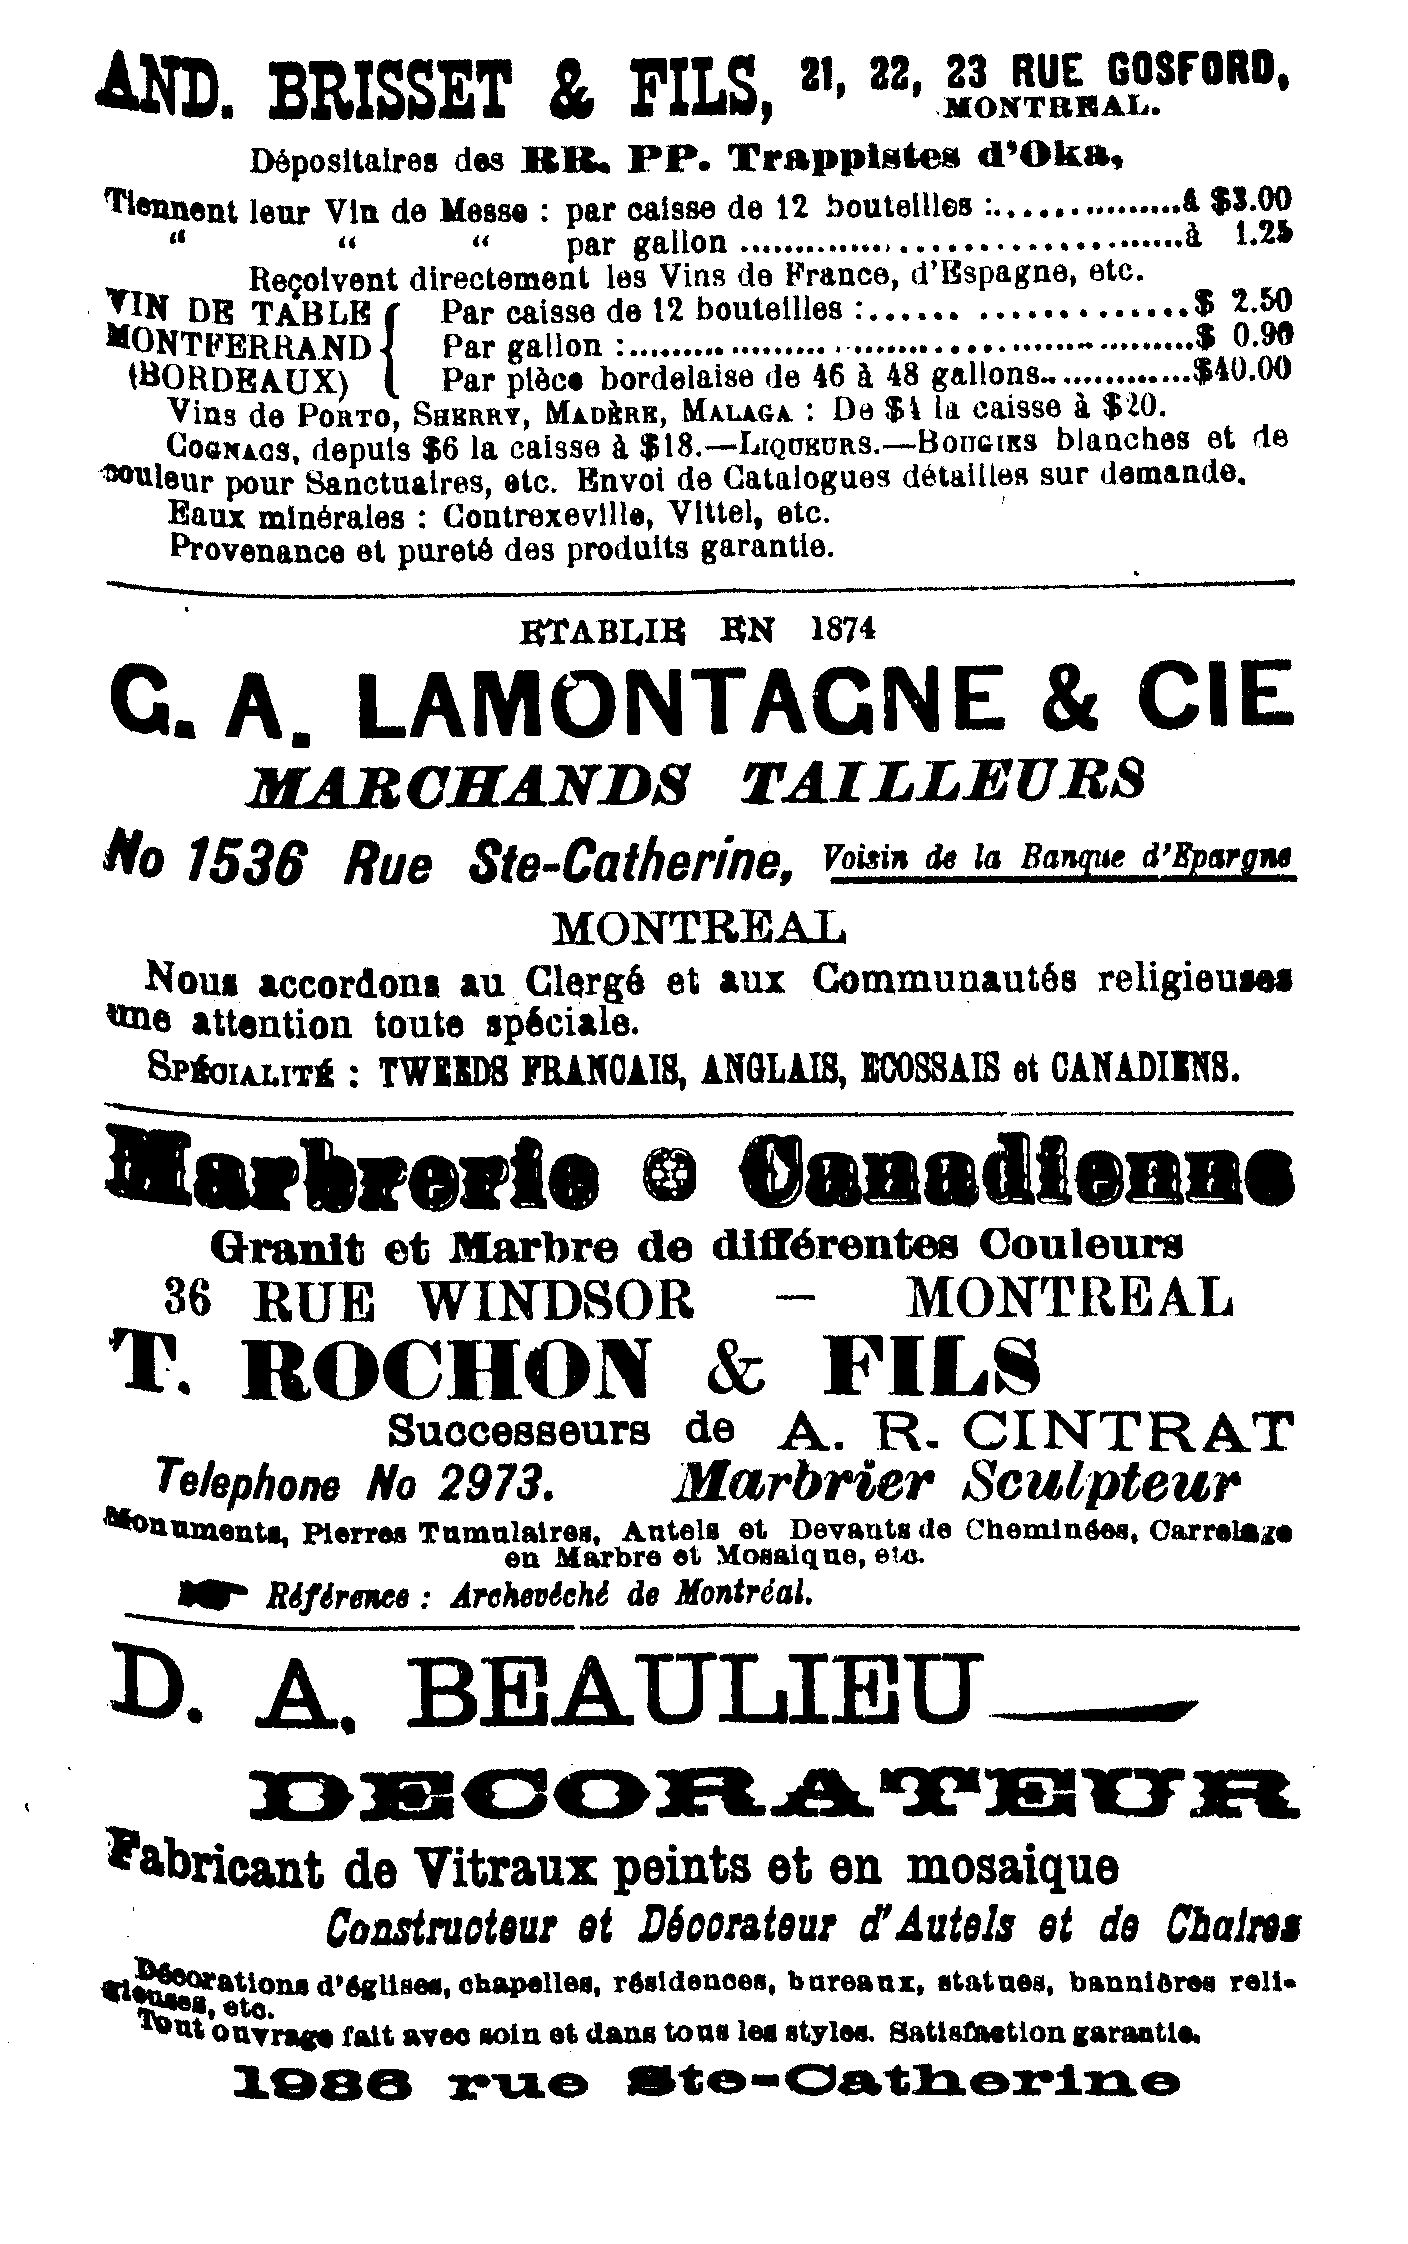 AND. BRISSET & FILS, 21, 22, 23 RUE GOSFORD,
MONTREAL.
Dépositaires des RR. PP. Trappistes d'Oka,
Tiennent leur Vin de Messe : par caisse de 12 bouteilles :................à $3.00
“ “ “ par gallon ................................à 1.25
Reçoivent directement les Vins de France, d'Espagne, etc.
VIN DE TABLE { Par caisse de 12 bouteilles :........................$ 2.50
MONTFERRAND { Par gallon :........................................$ 0.90
(BORDEAUX) { Par pièce bordelaise de 46 à 48 gallons..............$40.00
Vins de PORTO, SHERRY, MADÈRE, MALAGA : De $4 la caisse à $20.
COGNACS, depuis $6 la caisse à $18.—LIQUEURS.—BOUGIES blanches et de
couleur pour Sanctuaires, etc. Envoi de Catalogues détaillés sur demande.
Eaux minérales : Contrexeville, Vittel, etc.
Provenance et pureté des produits garantie.
ETABLIE EN 1874
G. A. LAMONTAGNE & CIE
MARCHANDS TAILLEURS
No 1536 Rue Ste-Catherine, Voisin de la Banque d'Epargne
MONTREAL
Nous accordons au Clergé et aux Communautés religieuses
une attention toute spéciale.
SPÉCIALITÉ : TWEEDS FRANCAIS, ANGLAIS, ECOSSAIS et CANADIENS.
Marbrerie Canadienne
Granit et Marbre de différentes Couleurs
36 RUE WINDSOR — MONTREAL
T. ROCHON & FILS
Successeurs de A. R. CINTRAT
Telephone No 2973. Marbrier Sculpteur
Monuments, Pierres Tumulaires, Autels et Devants de Cheminées, Carrelage
en Marbre et Mosaique, etc.
Référence : Archevéché de Montréal.
D. A. BEAULIEU
DECORATEUR
Fabricant de Vitraux peints et en mosaique
Constructeur et Décorateur d'Autels et de Chaires
Décorations d'églises, chapelles, résidences, bureaux, statues, bannières reli-
gieuses, etc.
Tout ouvrage fait avec soin et dans tous les styles. Satisfaction garantie.
1986 rue Ste-Catherine